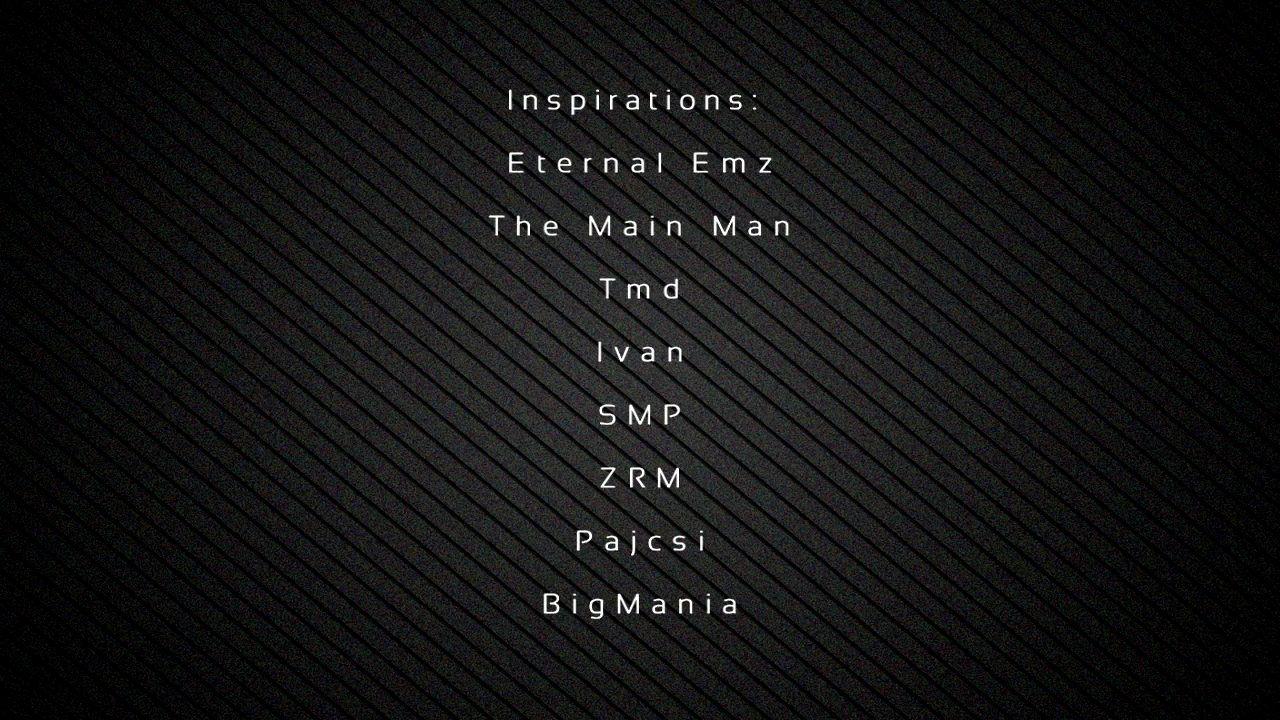 Inspirations:
Eternal Emz
The Main Man
Tmd
Ivan
SMP
ZRM
Pajcsi
BigMania